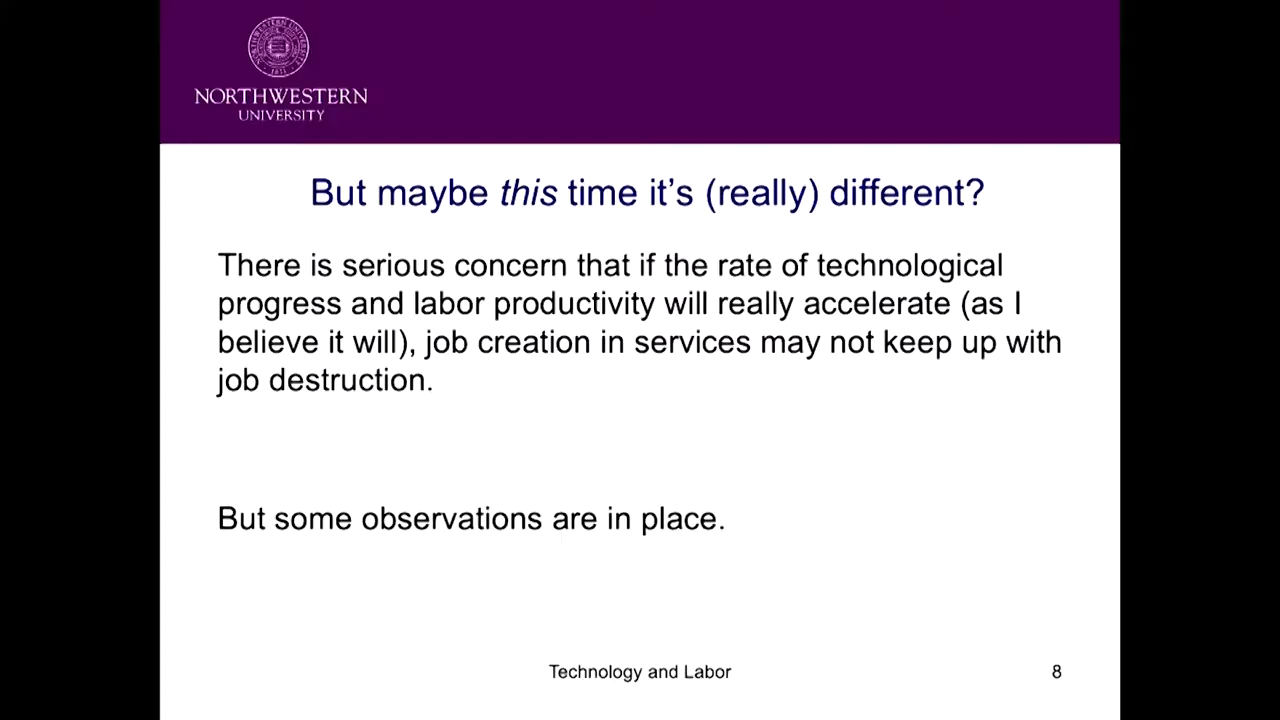 NORTHWESTERN
UNIVERSITY
But maybe this time it's (really) different?
There is serious concern that if the rate of technological
progress and labor productivity will really accelerate (as I
believe it will), job creation in services may not keep up with
job destruction.
But some observations are in place.
Technology and Labor
8